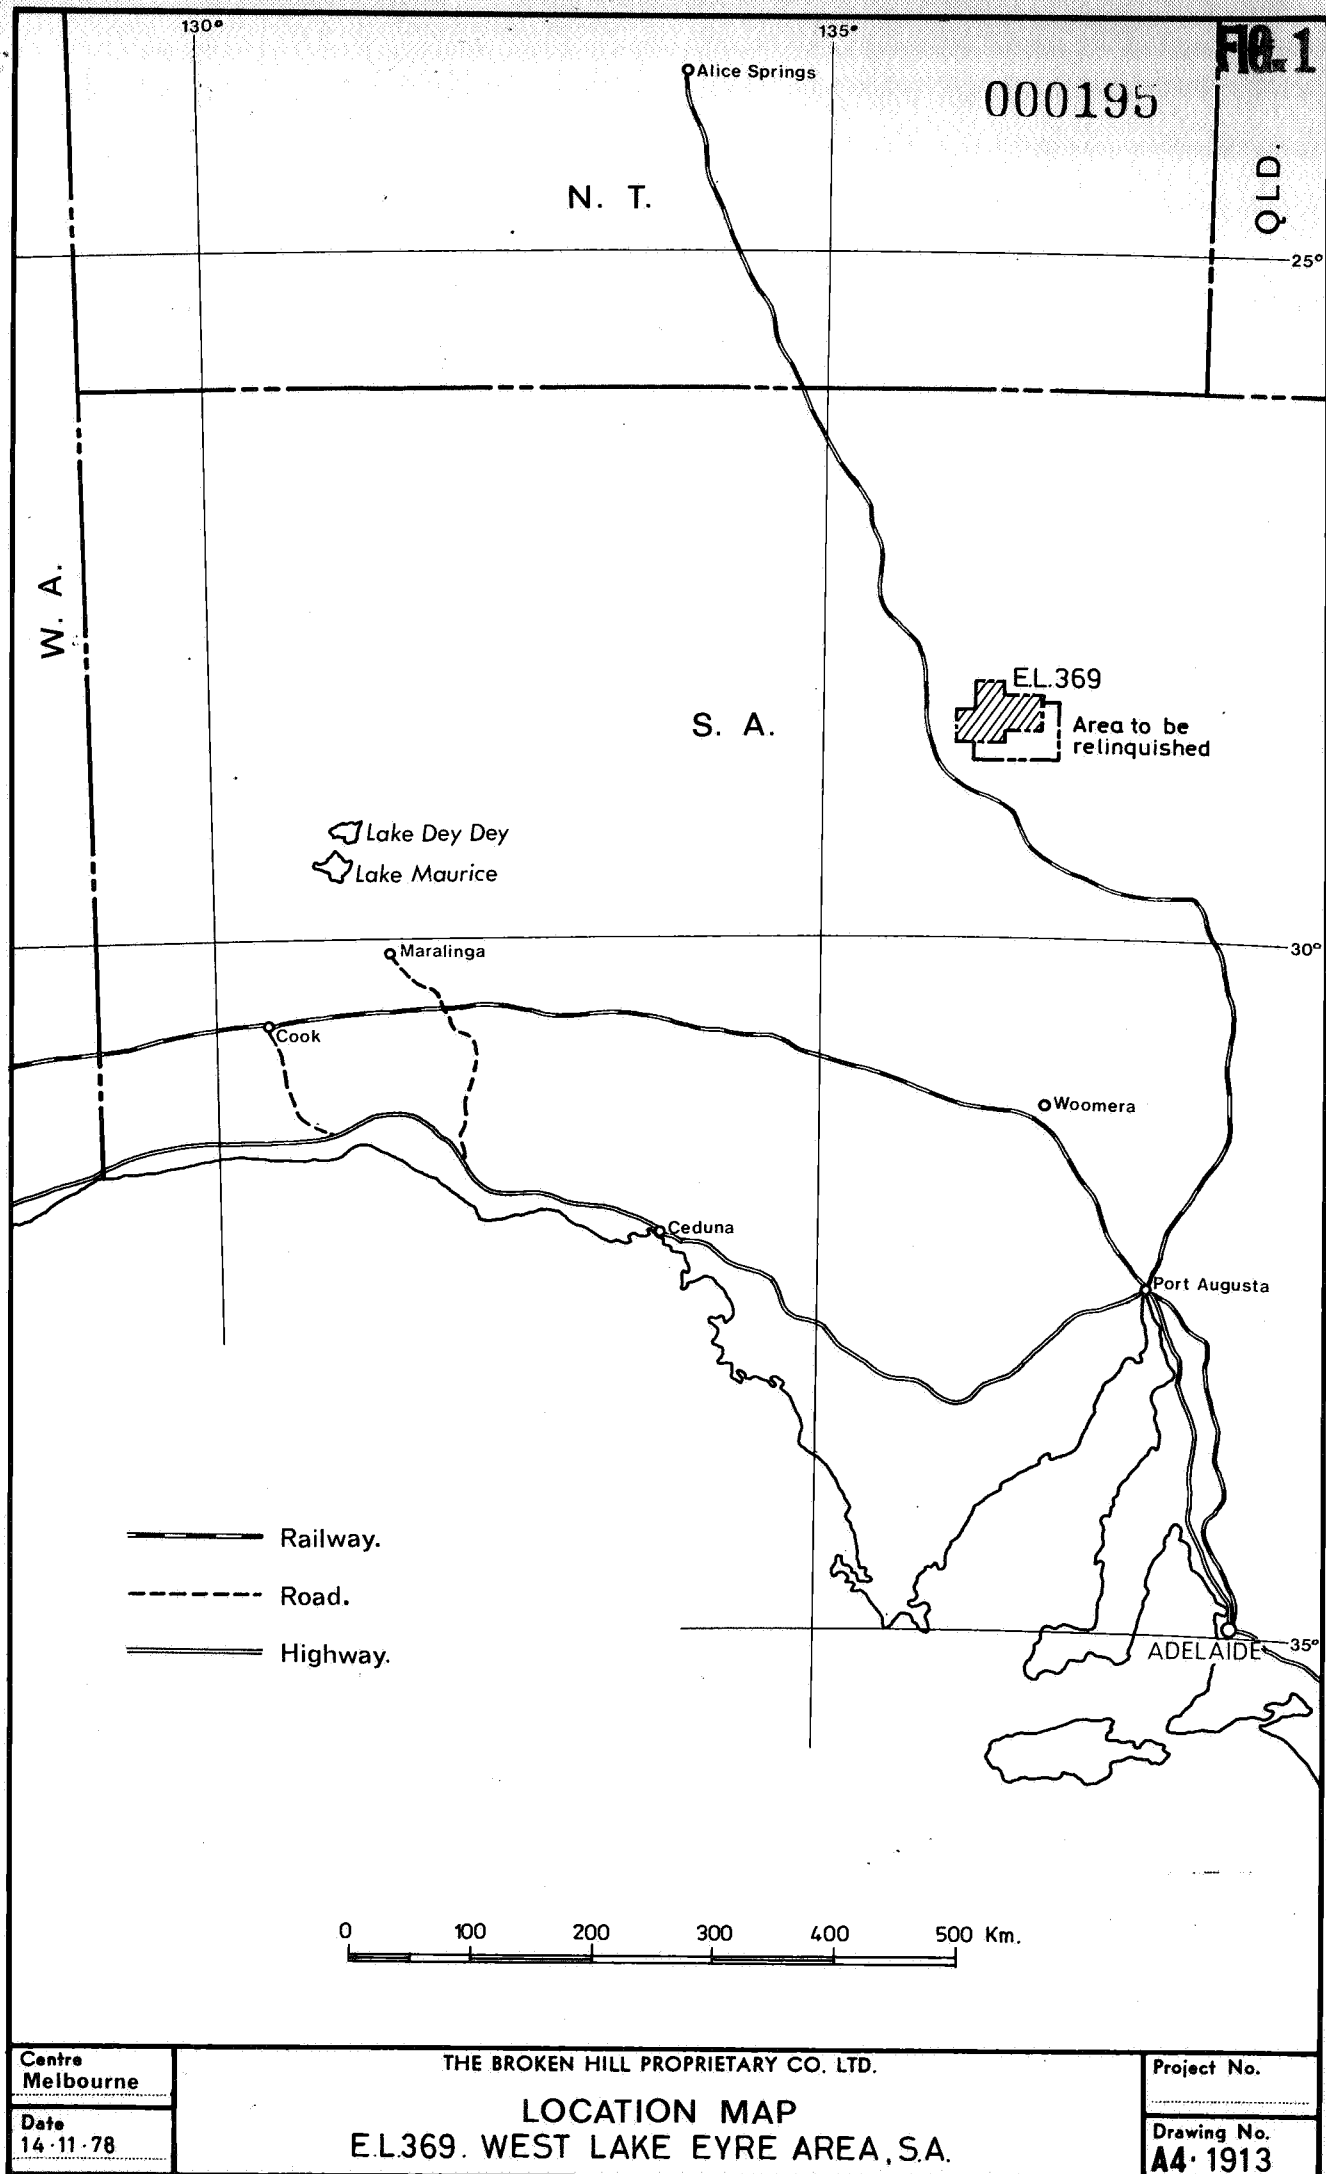 130°
135°
FIG. 1
Alice Springs
000195
N. T.
QLD.
25°
W. A.
E.L.369
S. A.
Area to be
relinquished
Lake Dey Dey
Lake Maurice
30°
Maralinga
Cook
Woomera
Ceduna
Port Augusta
Railway.
Road.
Highway.
35°
ADELAIDE
0 100 200 300 400 500 Km.
Centre
Melbourne
Date
14·11·78
THE BROKEN HILL PROPRIETARY CO. LTD.
LOCATION MAP
E.L.369. WEST LAKE EYRE AREA, S.A.
Project No.
Drawing No.
A4· 1913